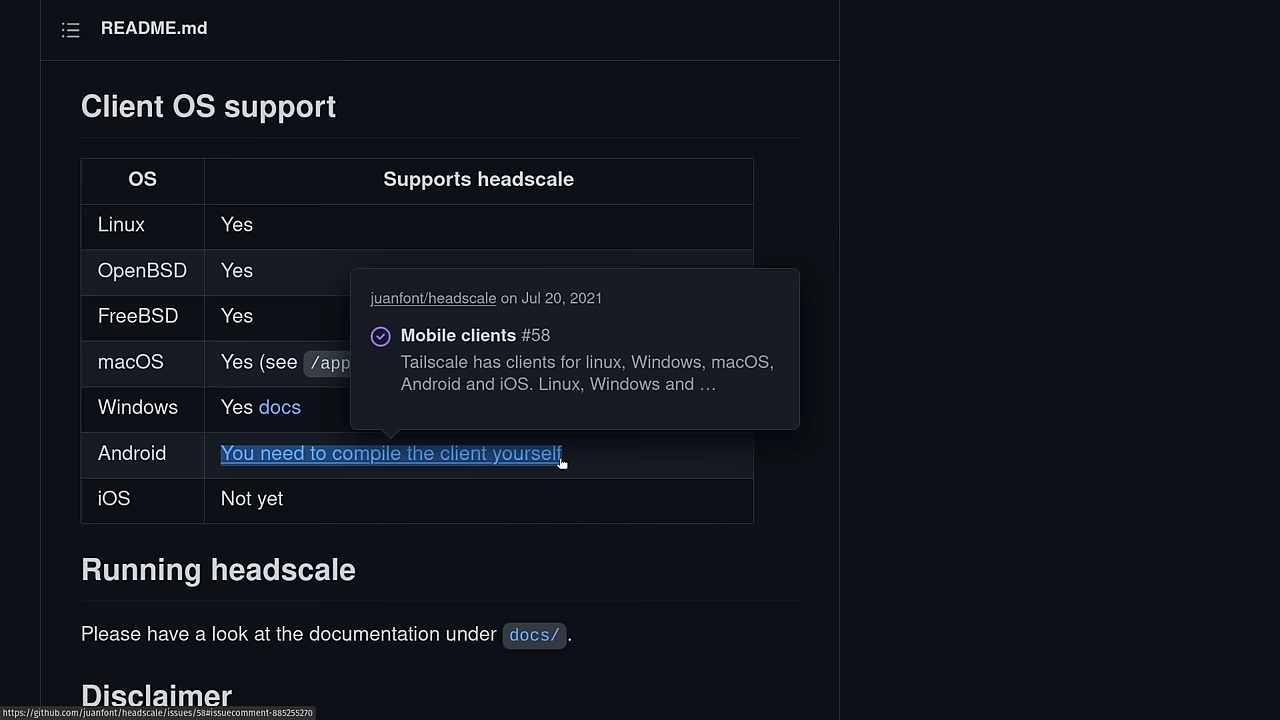 README.md
Client OS support
OS Supports headscale
Linux Yes
OpenBSD Yes
FreeBSD Yes
juanfont/headscale on Jul 20, 2021
Mobile clients #58
macOS Yes (see /app
Tailscale has clients for linux, Windows, macOS,
Android and iOS. Linux, Windows and …
Windows Yes docs
Android You need to compile the client yourself
iOS Not yet
Running headscale
Please have a look at the documentation under docs/.
Disclaimer
https://github.com/juanfont/headscale/issues/58#issuecomment-885255270